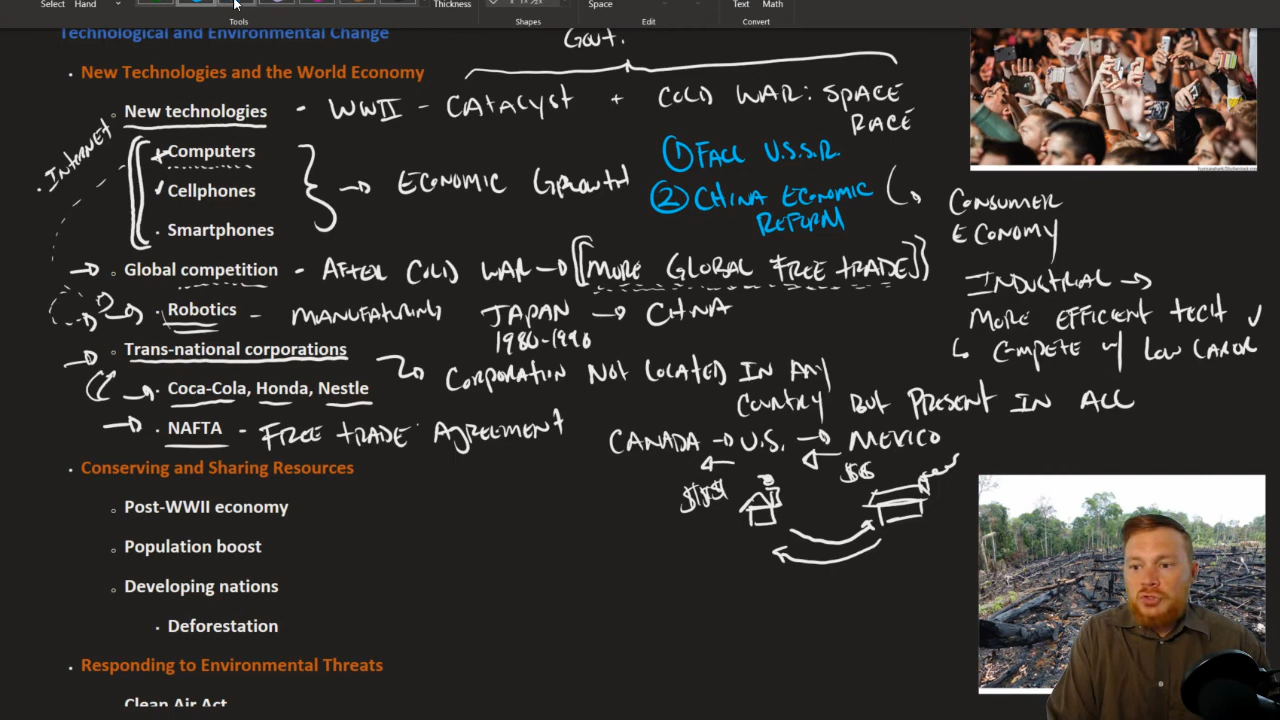 Select Hand Tools Thickness Shapes Space Edit Text Math Convert
Technological and Environmental Change
Govt.
New Technologies and the World Economy
New technologies • WWII - CATALYST + COLD WAR: SPACE RACE
• INTERNET
Computers
Cellphones → ECONOMIC GROWTH
Smartphones
① FALL U.S.S.R.
② CHINA ECONOMIC REFORM
CONSUMER ECONOMY
Global competition - AFTER COLD WAR → [[MORE GLOBAL FREE TRADE]]
INDUSTRIAL →
MORE EFFICIENT TECH ✓
↳ COMPETE W/ LOW LABOR
Robotics - MANUFATURING JAPAN → CHINA
1980-1990
Trans-national corporations
CORPORATION NOT LOCATED IN ANY
COUNTRY BUT PRESENT IN ALL
Coca-Cola, Honda, Nestle
NAFTA - FREE TRADE AGREEMENT
CANADA → U.S. → MEXICO
$$$ $$
Conserving and Sharing Resources
Post-WWII economy
Population boost
Developing nations
Deforestation
Responding to Environmental Threats
Clean Air Act